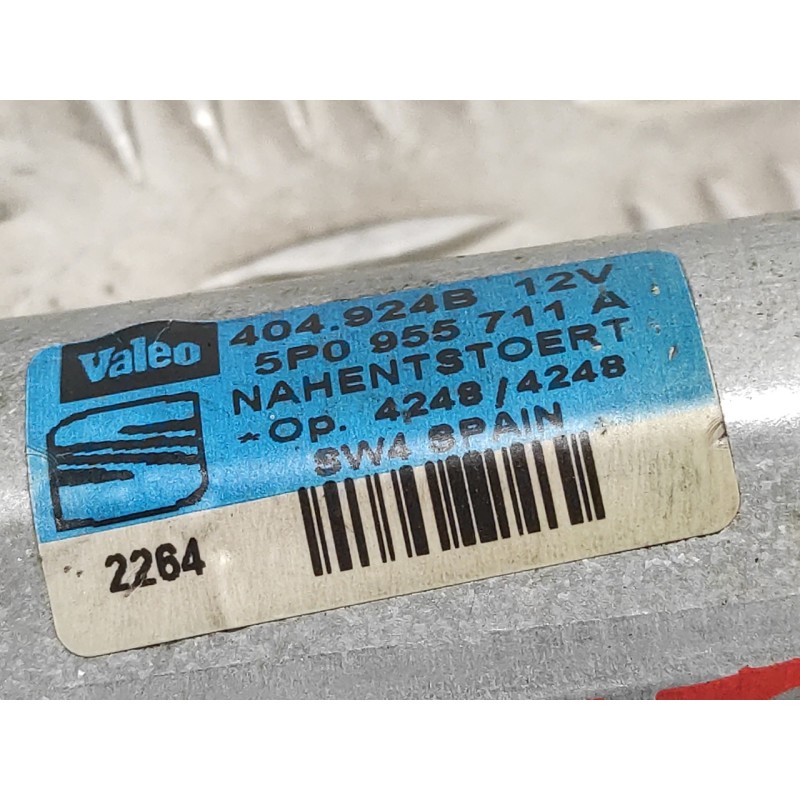 Valeo
404.924B 12V
5P0 955 711 A
NAHENTSTOERT
*Op. 4248/4248
SW4 SPAIN
2264